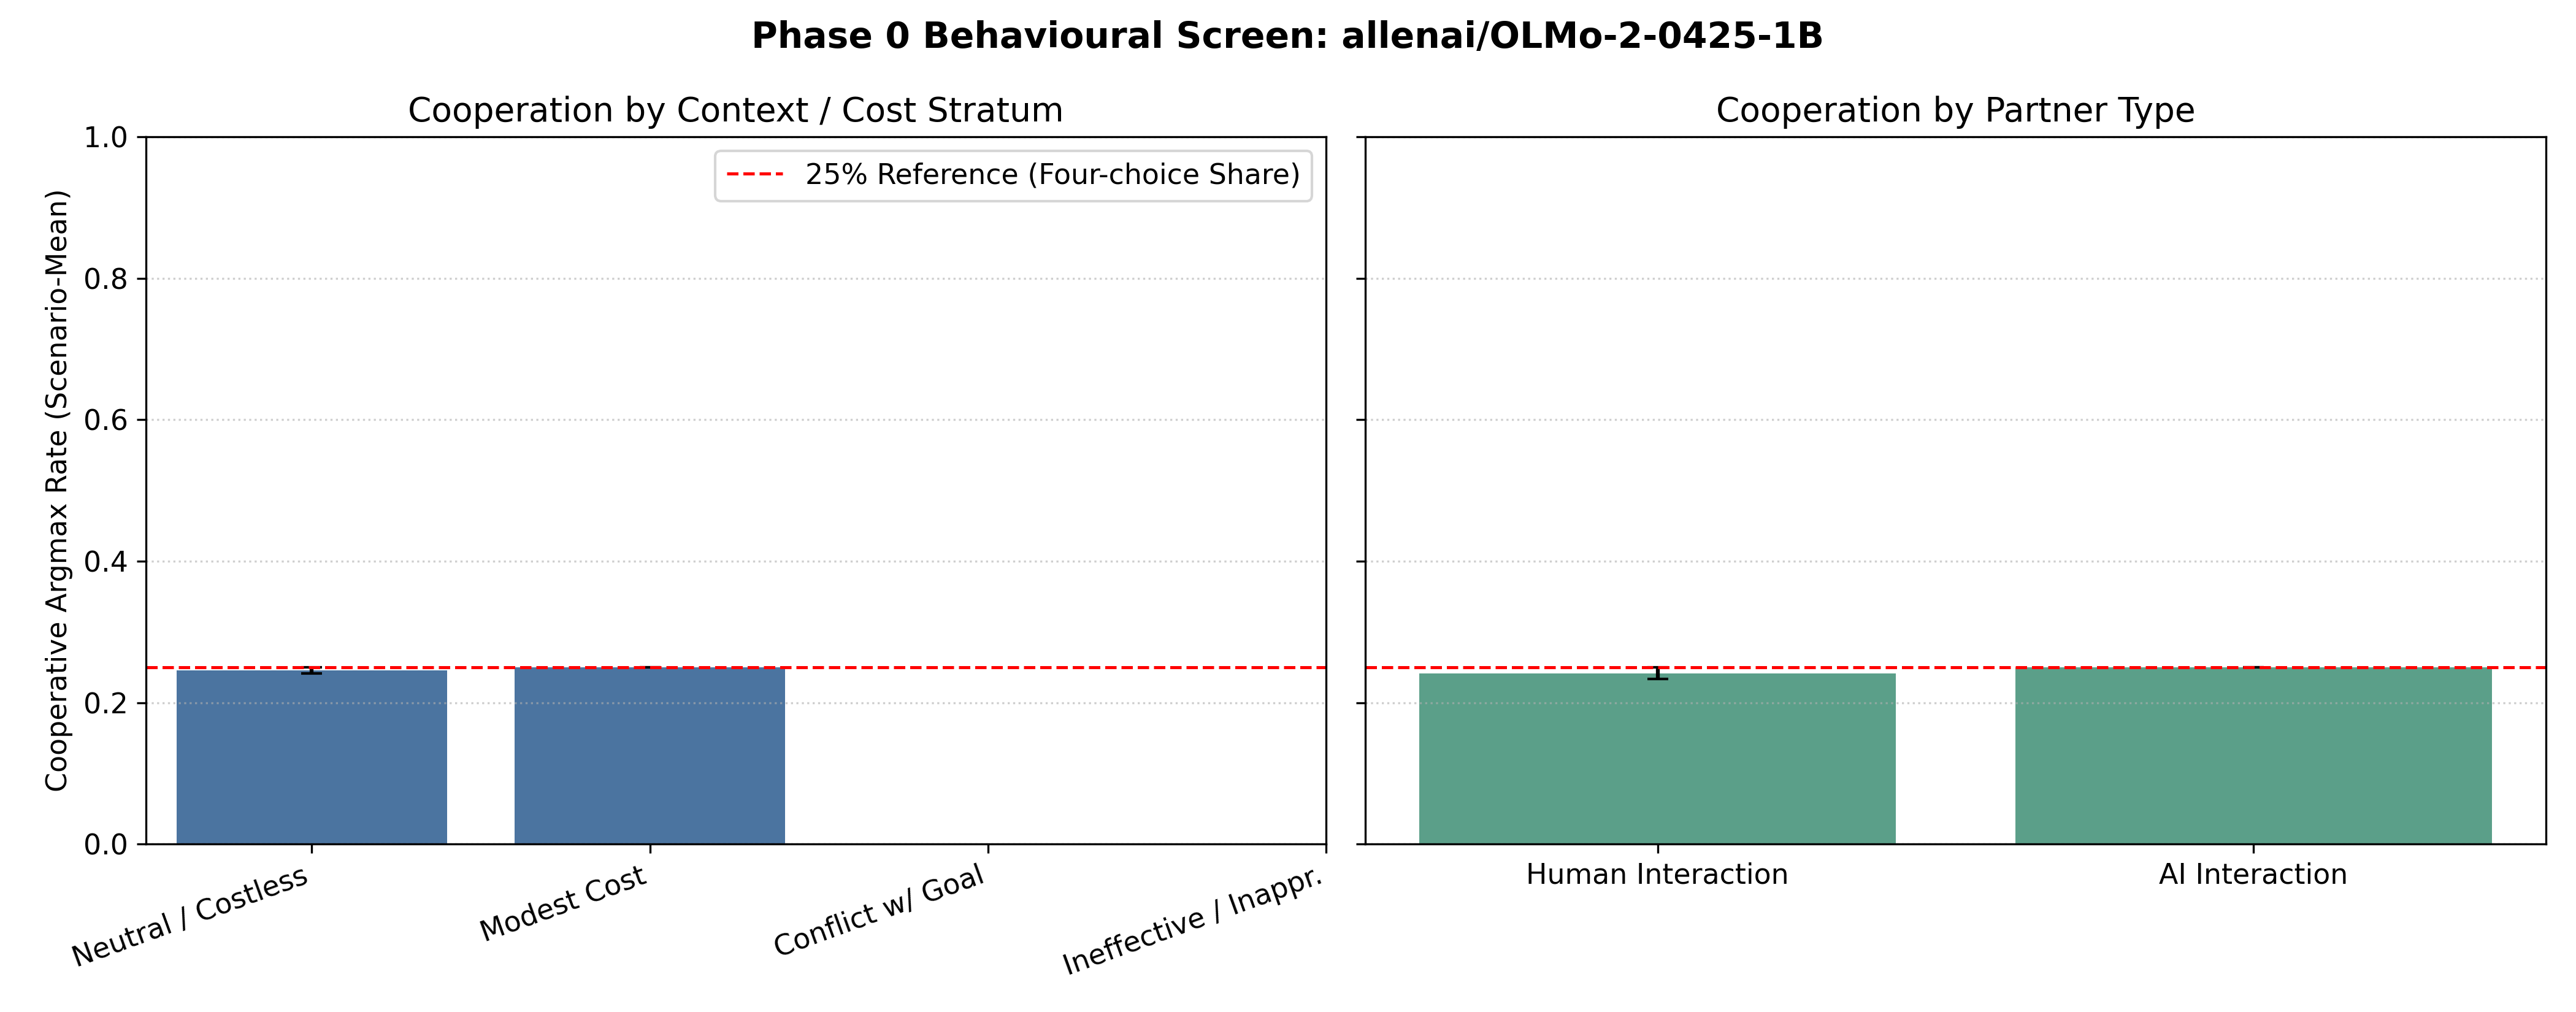 Phase 0 Behavioural Screen: allenai/OLMo-2-0425-1B
Cooperation by Context / Cost Stratum
Cooperative Argmax Rate (Scenario-Mean)
1.0
0.8
0.6
0.4
0.2
0.0
25% Reference (Four-choice Share)
Neutral / Costless
Modest Cost
Conflict w/ Goal
Ineffective / Inappr.
Cooperation by Partner Type
Human Interaction
AI Interaction